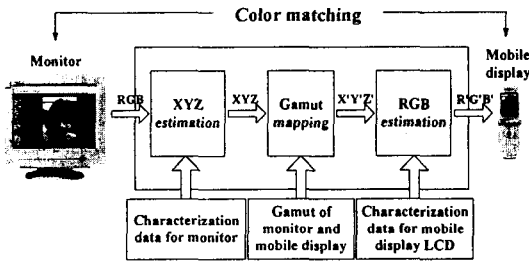 Color matching
Monitor
Mobile
display
RGB
XYZ
estimation
XYZ
Gamut
mapping
X'Y'Z'
RGB
estimation
R'G'B'
Characterization
data for monitor
Gamut of
monitor and
mobile display
Characterization
data for mobile
display LCD